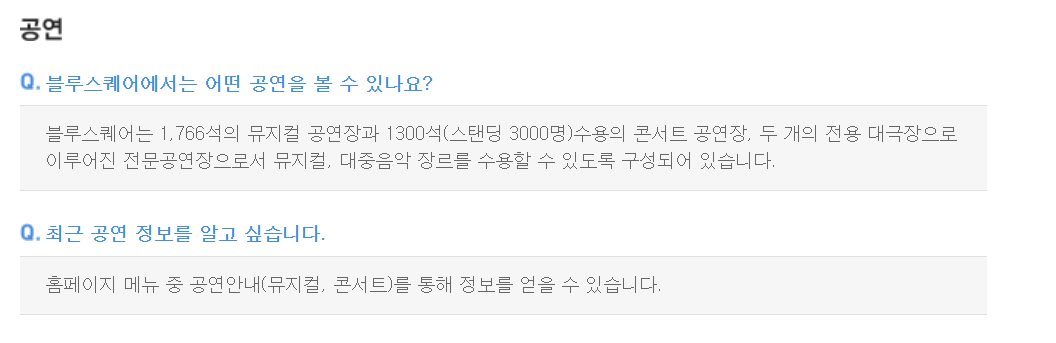 공연
Q. 블루스퀘어에서는 어떤 공연을 볼 수 있나요?
블루스퀘어는 1,766석의 뮤지컬 공연장과 1300석(스탠딩 3000명)수용의 콘서트 공연장, 두 개의 전용 대극장으로
이루어진 전문공연장으로서 뮤지컬, 대중음악 장르를 수용할 수 있도록 구성되어 있습니다.
Q. 최근 공연 정보를 알고 싶습니다.
홈페이지 메뉴 중 공연안내(뮤지컬, 콘서트)를 통해 정보를 얻을 수 있습니다.